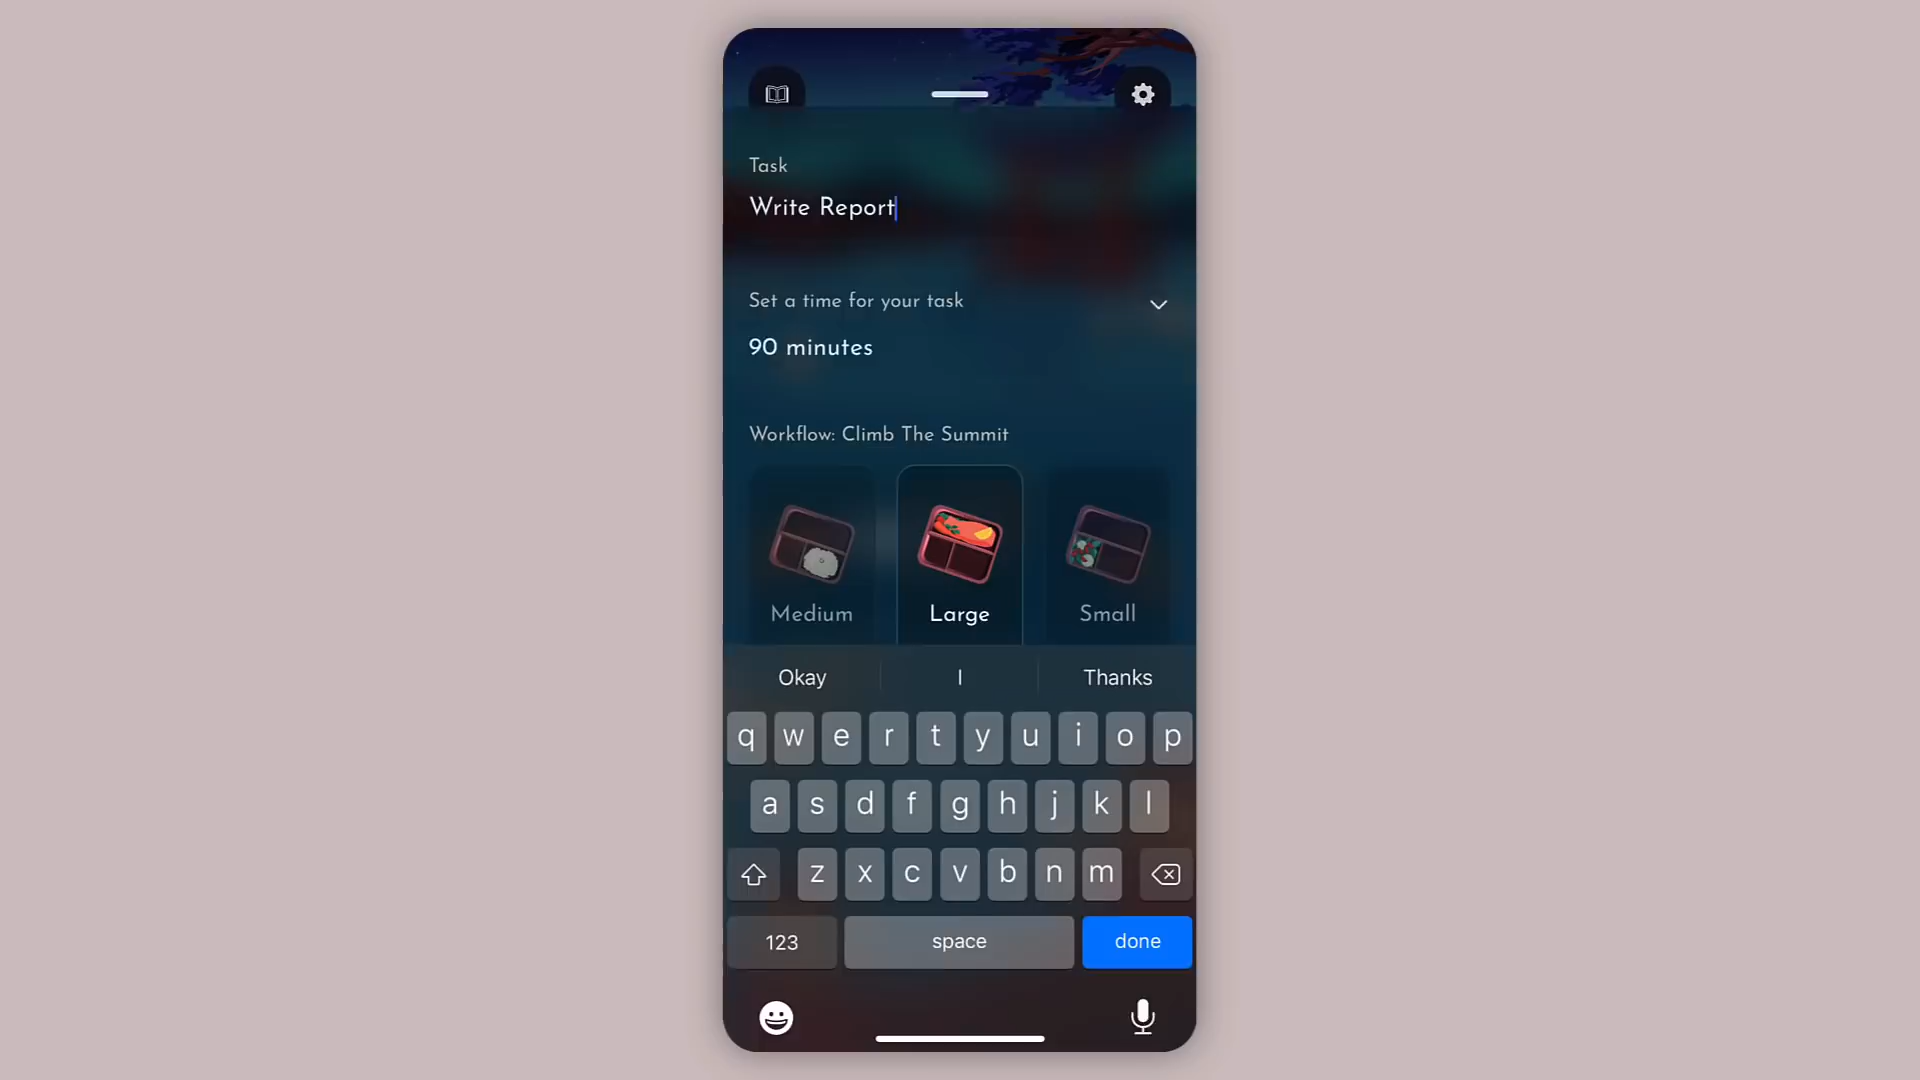 Task
Write Report
Set a time for your task
90 minutes
Workflow: Climb The Summit
Medium Large Small
Okay I Thanks
q w e r t y u i o p
a s d f g h j k l
z x c v b n m
123 space done